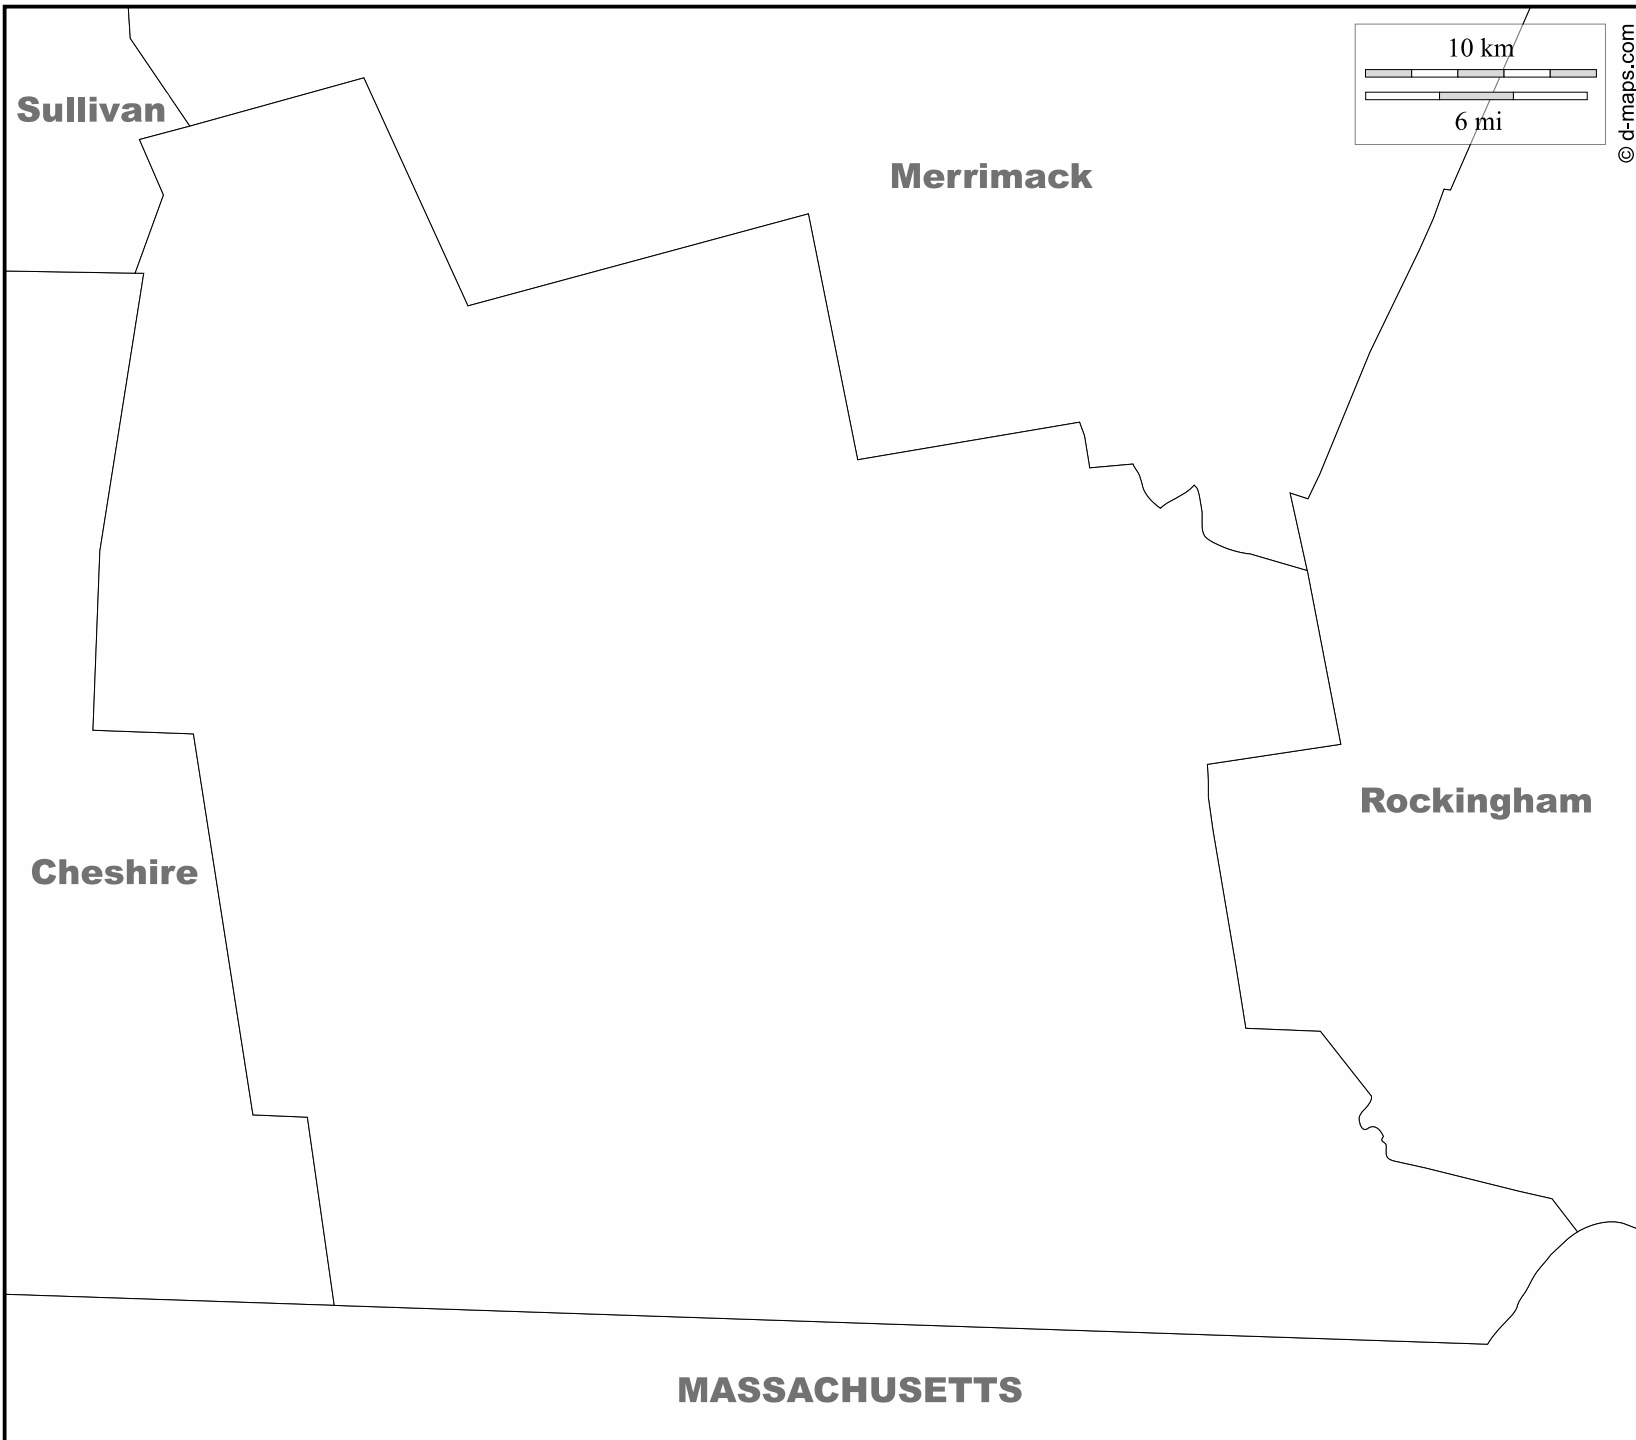 10 km
6 mi
© d-maps.com
Sullivan
Merrimack
Rockingham
Cheshire
MASSACHUSETTS